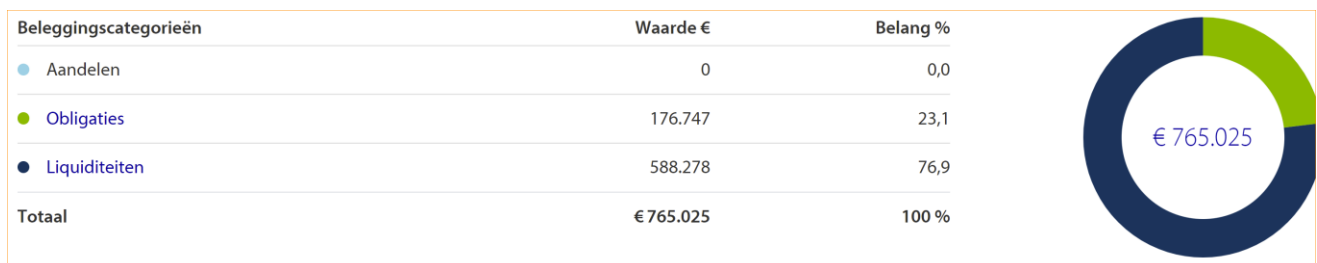 Beleggingscategorieën Waarde € Belang %
Aandelen 0 0,0
Obligaties 176.747 23,1
Liquiditeiten 588.278 76,9
Totaal € 765.025 100 %
€ 765.025